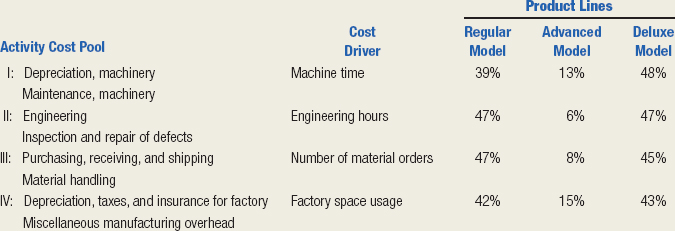 Product Lines
Activity Cost Pool Cost Driver Regular Model Advanced Model Deluxe Model
I: Depreciation, machinery Machine time 39% 13% 48%
Maintenance, machinery
II: Engineering Engineering hours 47% 6% 47%
Inspection and repair of defects
III: Purchasing, receiving, and shipping Number of material orders 47% 8% 45%
Material handling
IV: Depreciation, taxes, and insurance for factory Factory space usage 42% 15% 43%
Miscellaneous manufacturing overhead